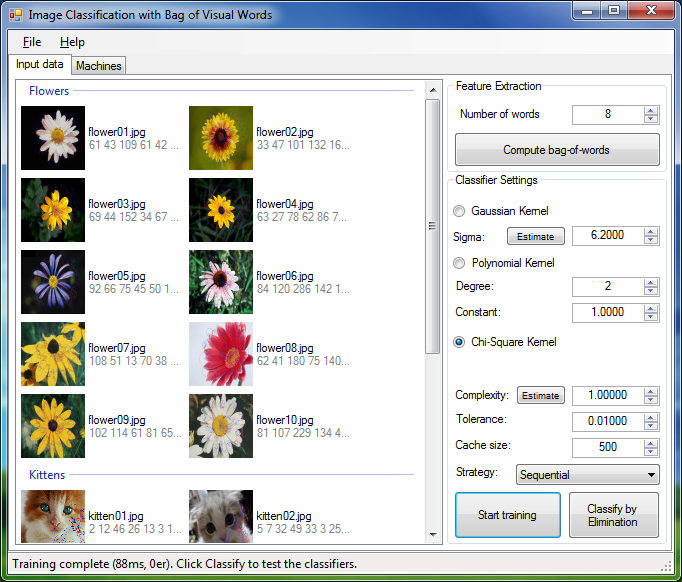 Image Classification with Bag of Visual Words
File Help
Input data Machines
Flowers
flower01.jpg
61 43 109 61 42 ...
flower02.jpg
33 47 101 132 16...
flower03.jpg
69 44 152 34 67 ...
flower04.jpg
63 27 78 62 86 7...
flower05.jpg
92 66 75 45 50 1...
flower06.jpg
84 120 286 142 1...
flower07.jpg
108 51 13 70 38 ...
flower08.jpg
62 41 180 75 140...
flower09.jpg
102 114 61 81 65...
flower10.jpg
81 107 229 134 4...
Kittens
kitten01.jpg
2 12 46 26 13 3 1...
kitten02.jpg
5 7 32 49 33 3 25...
Feature Extraction
Number of words 8
Compute bag-of-words
Classifier Settings
Gaussian Kernel
Sigma: Estimate 6.2000
Polynomial Kernel
Degree: 2
Constant: 1.0000
Chi-Square Kernel
Complexity: Estimate 1.00000
Tolerance: 0.01000
Cache size: 500
Strategy: Sequential
Start training
Classify by
Elimination
Training complete (88ms, 0er). Click Classify to test the classifiers.